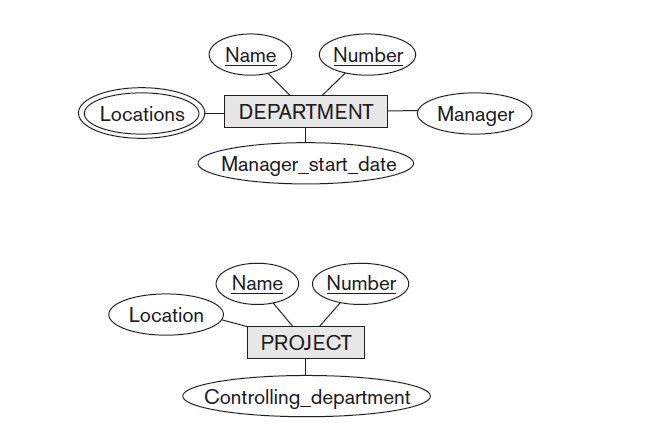 Name
Number
Locations
DEPARTMENT
Manager
Manager_start_date
Name
Number
Location
PROJECT
Controlling_department